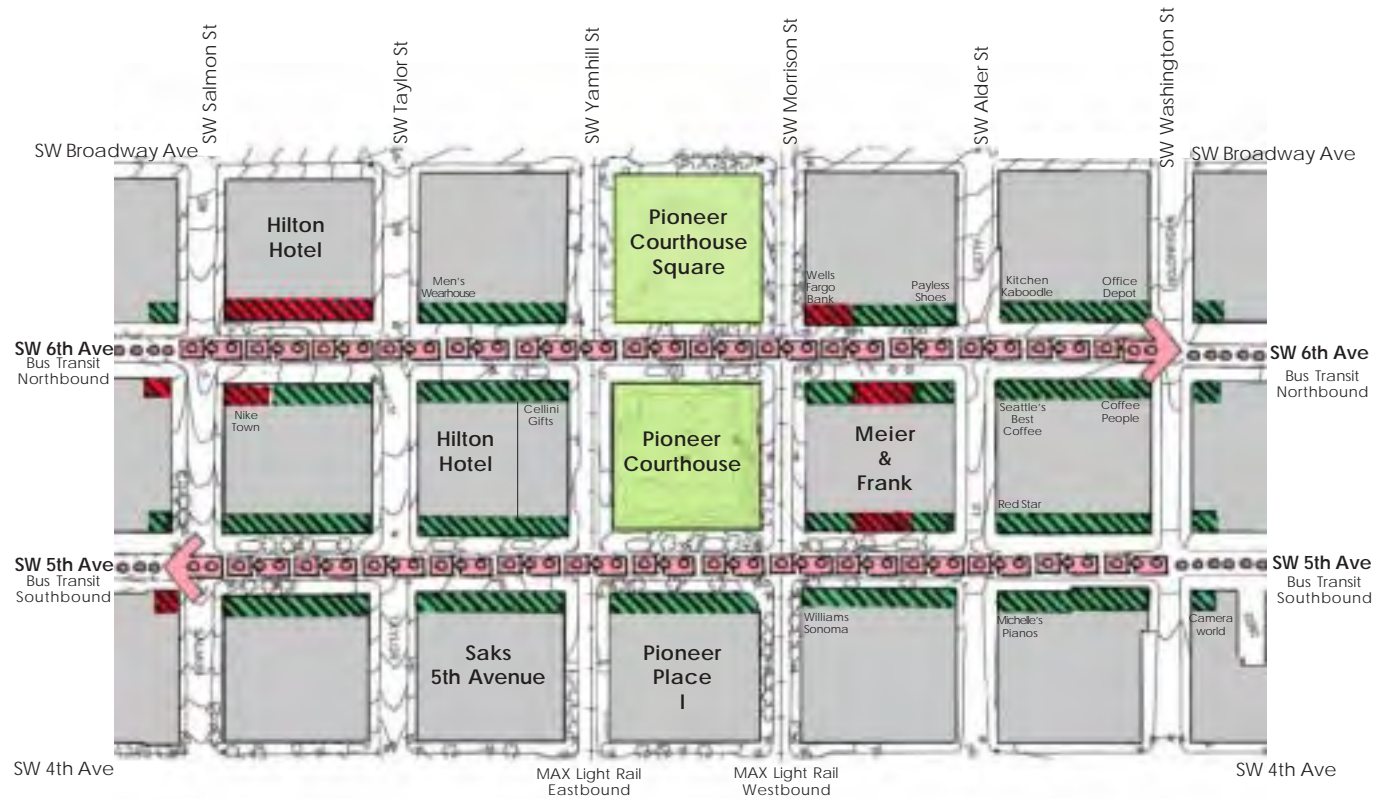 SW Salmon St
SW Taylor St
SW Yamhill St
SW Morrison St
SW Alder St
SW Washington St
SW Broadway Ave
SW Broadway Ave
Hilton
Hotel
Pioneer
Courthouse
Square
Men's
Wearhouse
Wells
Fargo
Bank
Payless
Shoes
Kitchen
Kaboodle
Office
Depot
SW 6th Ave
Bus Transit
Northbound
SW 6th Ave
Bus Transit
Northbound
Nike
Town
Hilton
Hotel
Cellini
Gifts
Pioneer
Courthouse
Meier
&
Frank
Seattle's
Best
Coffee
Coffee
People
Red Star
SW 5th Ave
Bus Transit
Southbound
SW 5th Ave
Bus Transit
Southbound
Saks
5th Avenue
Pioneer
Place
I
Williams
Sonoma
Michelle's
Pianos
Camera
world
SW 4th Ave
MAX Light Rail
Eastbound
MAX Light Rail
Westbound
SW 4th Ave